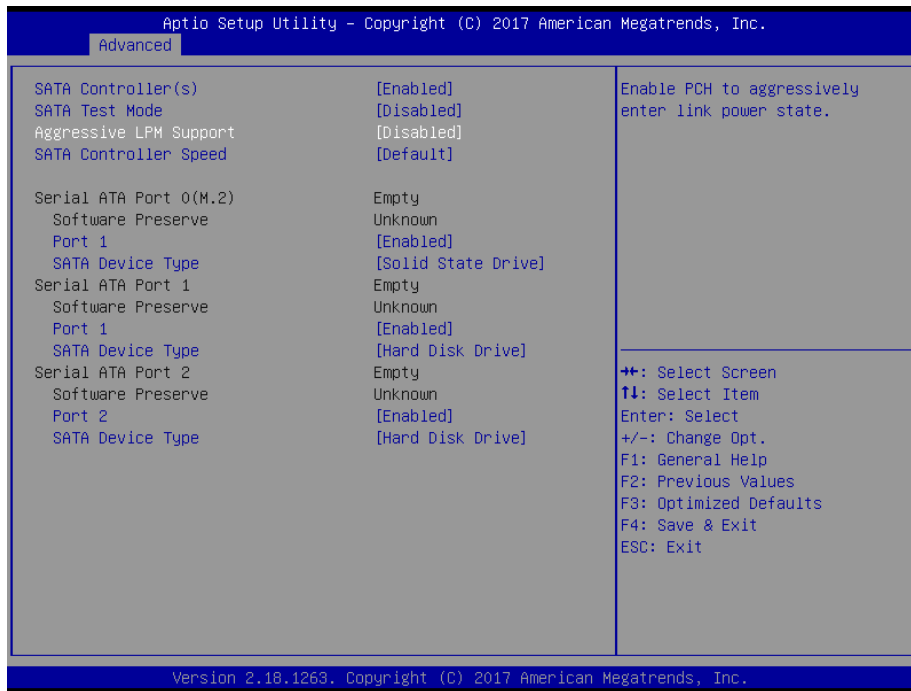 Aptio Setup Utility – Copyright (C) 2017 American Megatrends, Inc.
Advanced
SATA Controller(s) [Enabled]
SATA Test Mode [Disabled]
Aggressive LPM Support [Disabled]
SATA Controller Speed [Default]
Serial ATA Port 0(M.2) Empty
Software Preserve Unknown
Port 1 [Enabled]
SATA Device Type [Solid State Drive]
Serial ATA Port 1 Empty
Software Preserve Unknown
Port 1 [Enabled]
SATA Device Type [Hard Disk Drive]
Serial ATA Port 2 Empty
Software Preserve Unknown
Port 2 [Enabled]
SATA Device Type [Hard Disk Drive]
Enable PCH to aggressively
enter link power state.
→←: Select Screen
↑↓: Select Item
Enter: Select
+/-: Change Opt.
F1: General Help
F2: Previous Values
F3: Optimized Defaults
F4: Save & Exit
ESC: Exit
Version 2.18.1263. Copyright (C) 2017 American Megatrends, Inc.